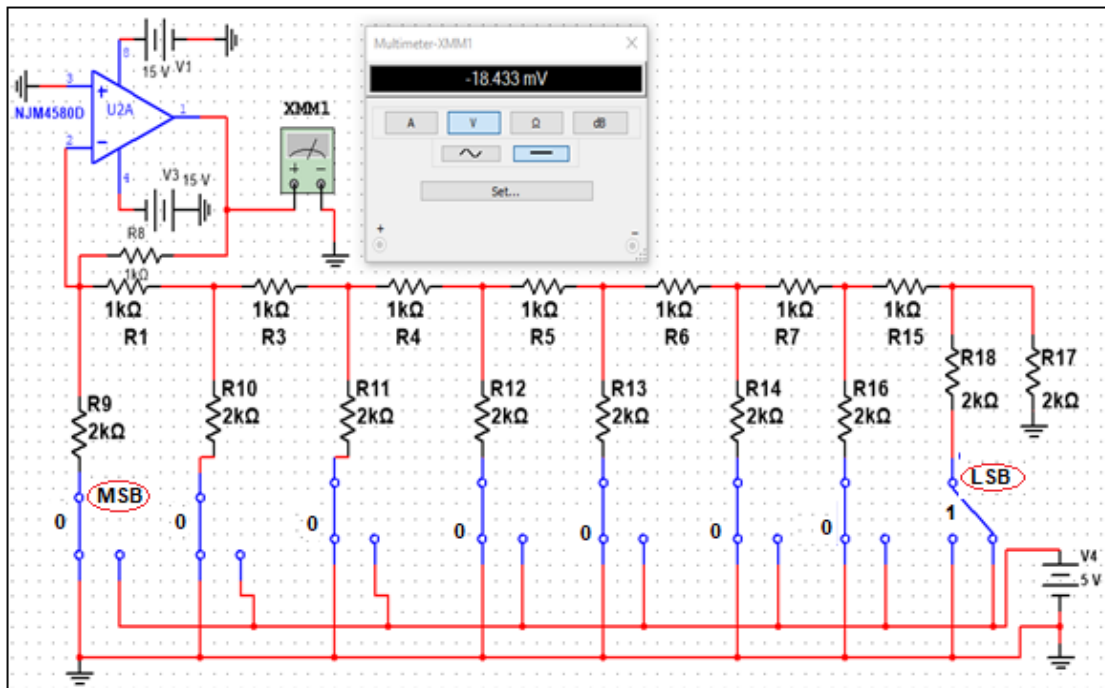 Multimeter-XMM1
-18.433 mV
A
V
Ω
dB
Set...
+
-
8
15 V
V1
3
NJM4580D
U2A
1
2
4
V3
15 V
XMM1
+
-
R8
1kΩ
1kΩ
R1
1kΩ
R3
1kΩ
R4
1kΩ
R5
1kΩ
R6
1kΩ
R7
1kΩ
R15
R9
2kΩ
R10
2kΩ
R11
2kΩ
R12
2kΩ
R13
2kΩ
R14
2kΩ
R16
2kΩ
R18
2kΩ
R17
2kΩ
MSB
LSB
0
0
0
0
0
0
0
1
V4
5 V